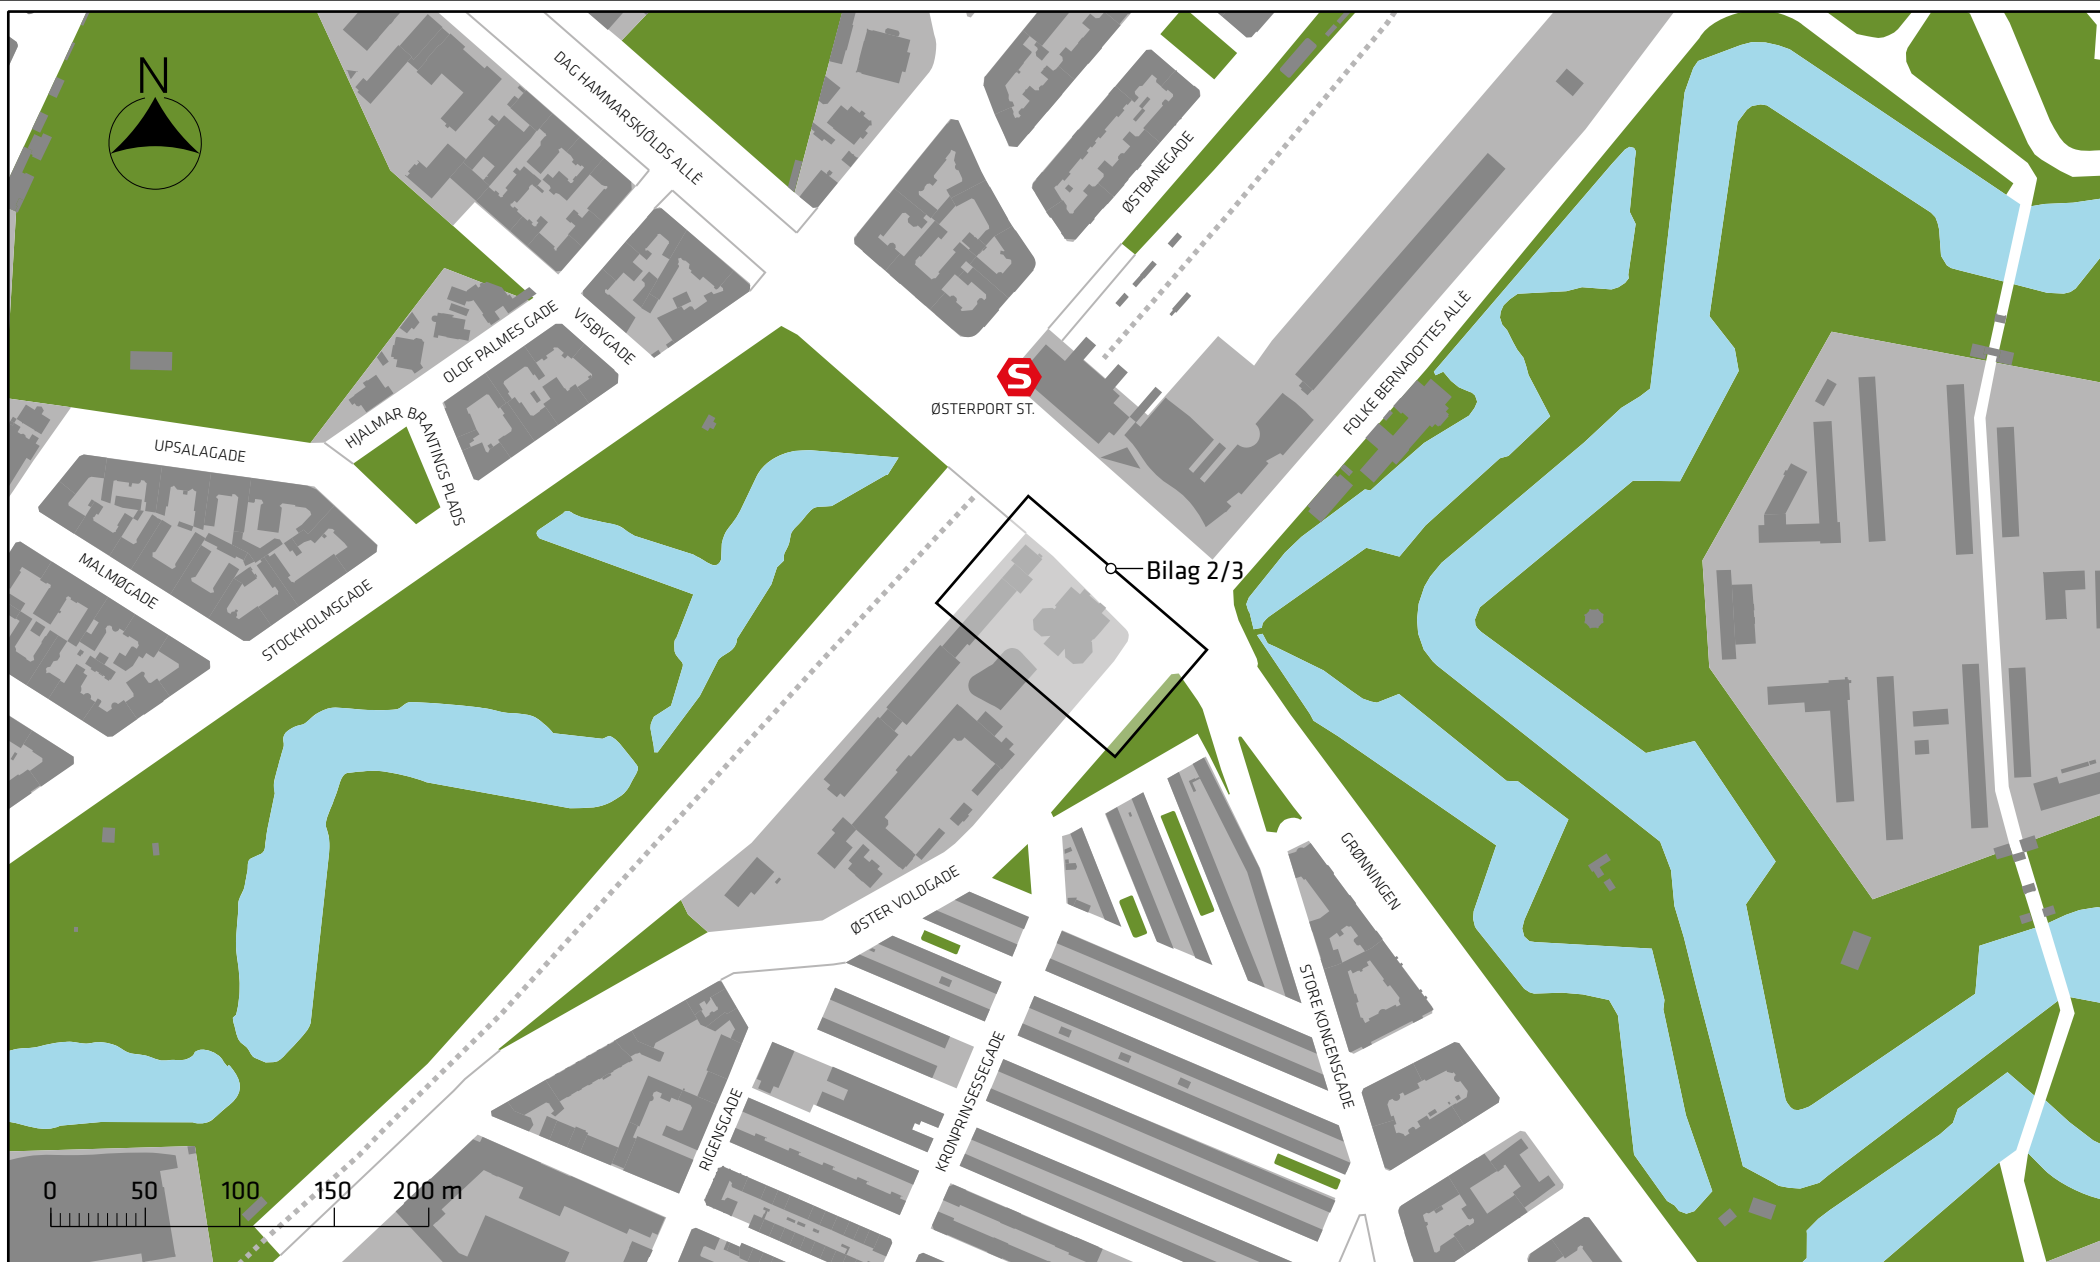 N
DAG HAMMARSKJÖLDS ALLÉ
ØSTBANEGADE
FOLKE BERNADOTTES ALLÉ
OLOF PALMES GADE
VISBYGADE
S
ØSTERPORT ST.
HJALMAR BRANTINGS PLADS
UPSALAGADE
MALMØGADE
STOCKHOLMSGADE
Bilag 2/3
ØSTER VOLDGADE
GRØNNINGEN
STORE KONGENSGADE
KRONPRINSESSEGADE
RIGENSGADE
0 50 100 150 200 m